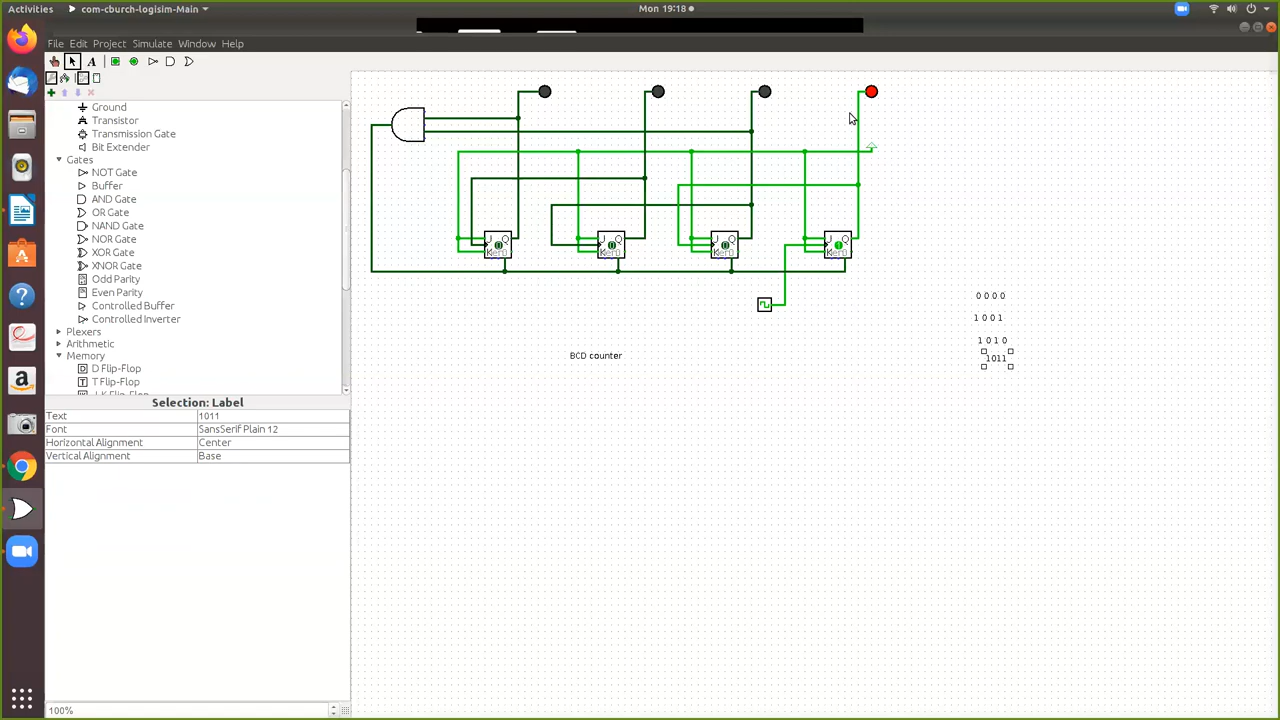 Activities
com-cburch-logisim-Main
Mon 19:18
File Edit Project Simulate Window Help
A
Ground
Transistor
Transmission Gate
Bit Extender
Gates
NOT Gate
Buffer
AND Gate
OR Gate
NAND Gate
NOR Gate
XOR Gate
XNOR Gate
Odd Parity
Even Parity
Controlled Buffer
Controlled Inverter
Plexers
Arithmetic
Memory
D Flip-Flop
T Flip-Flop
Selection: Label
Text 1011
Font SansSerif Plain 12
Horizontal Alignment Center
Vertical Alignment Base
100%
J Q
0
K
J Q
0
K
J Q
0
K
J Q
1
K
0 0 0 0
1 0 0 1
1 0 1 0
1011
BCD counter